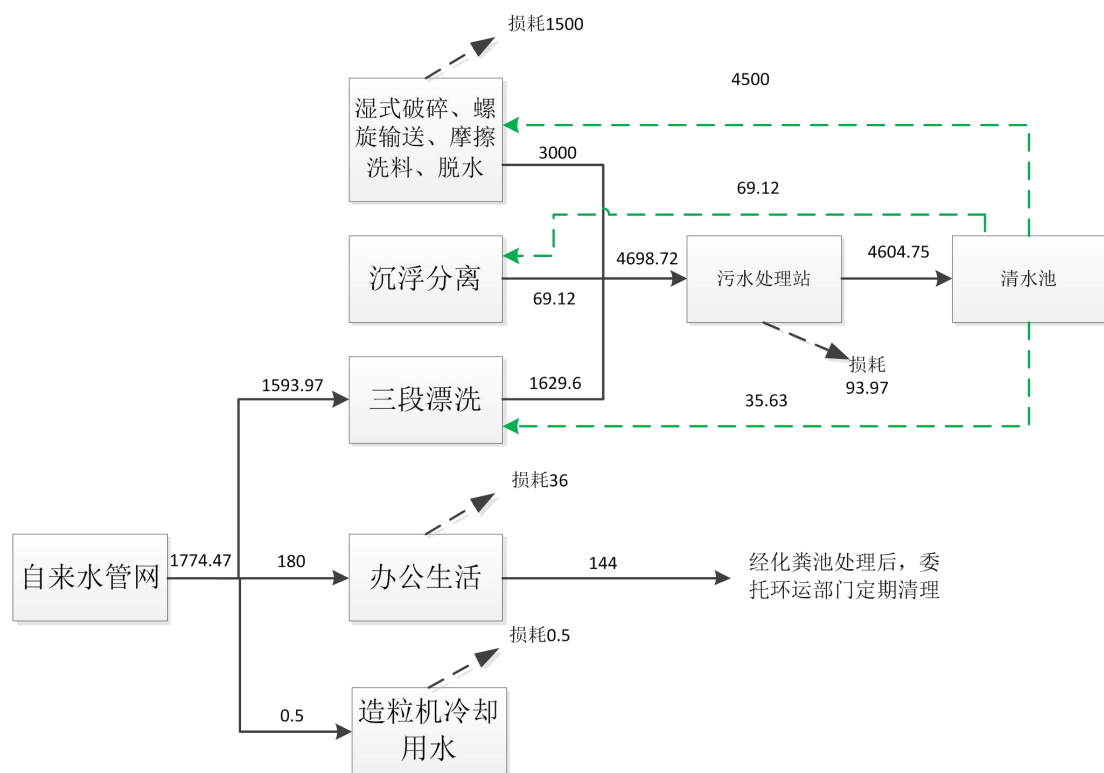 损耗1500
4500
湿式破碎、螺
旋输送、摩擦
洗料、脱水
3000
69.12
沉浮分离
69.12
4698.72
污水处理站
4604.75
清水池
损耗
93.97
1593.97
三段漂洗
1629.6
35.63
损耗36
自来水管网
1774.47
180
办公生活
144
经化粪池处理后，委
托环运部门定期清理
损耗0.5
0.5
造粒机冷却
用水